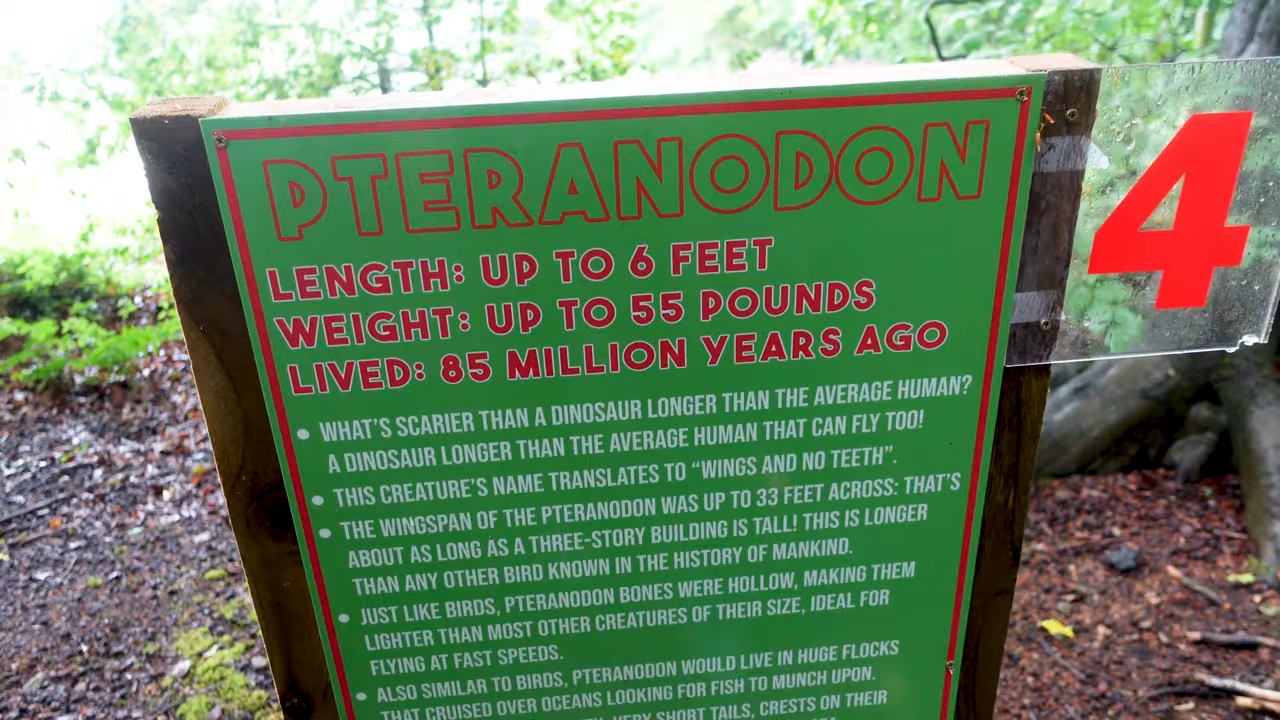 PTERANODON
4
LENGTH: UP TO 6 FEET
WEIGHT: UP TO 55 POUNDS
LIVED: 85 MILLION YEARS AGO
• WHAT'S SCARIER THAN A DINOSAUR LONGER THAN THE AVERAGE HUMAN?
A DINOSAUR LONGER THAN THE AVERAGE HUMAN THAT CAN FLY TOO!
• THIS CREATURE'S NAME TRANSLATES TO "WINGS AND NO TEETH".
• THE WINGSPAN OF THE PTERANODON WAS UP TO 33 FEET ACROSS: THAT'S
ABOUT AS LONG AS A THREE-STORY BUILDING IS TALL! THIS IS LONGER
THAN ANY OTHER BIRD KNOWN IN THE HISTORY OF MANKIND.
• JUST LIKE BIRDS, PTERANODON BONES WERE HOLLOW, MAKING THEM
LIGHTER THAN MOST OTHER CREATURES OF THEIR SIZE, IDEAL FOR
FLYING AT FAST SPEEDS.
• ALSO SIMILAR TO BIRDS, PTERANODON WOULD LIVE IN HUGE FLOCKS
THAT CRUISED OVER OCEANS LOOKING FOR FISH TO MUNCH UPON.
VERY SHORT TAILS, CRESTS ON THEIR